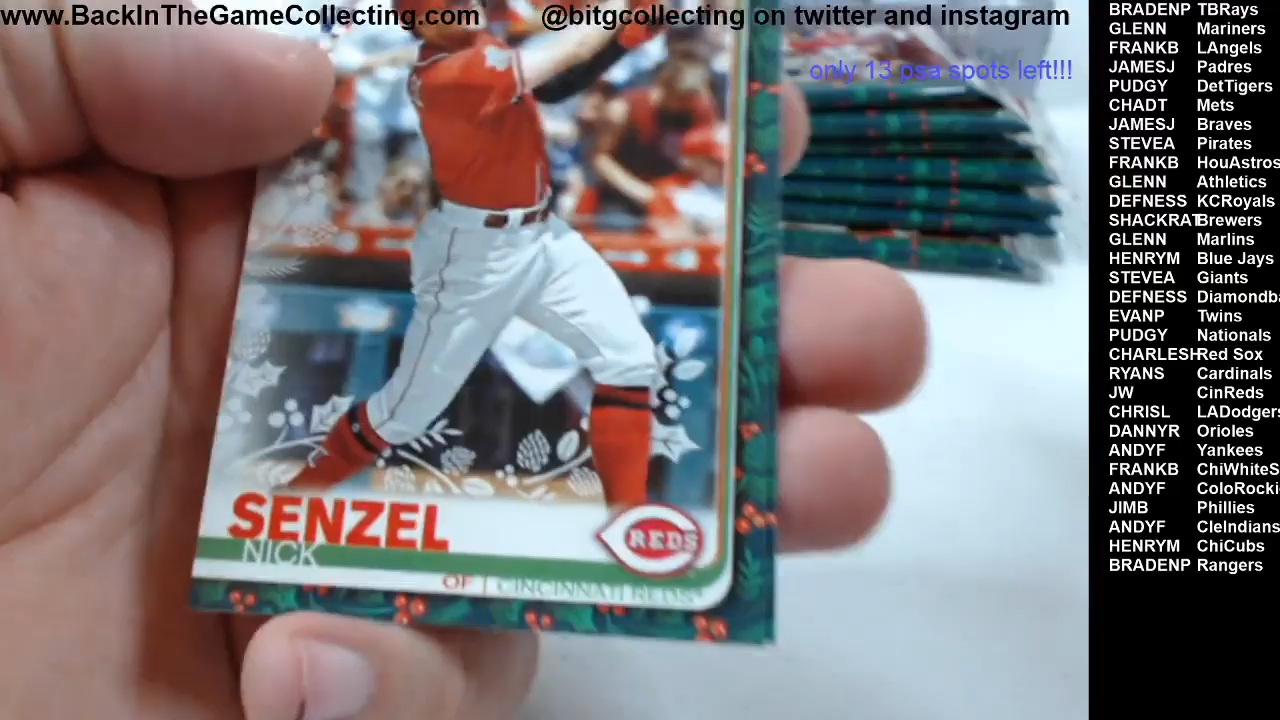 www.BackInTheGameCollecting.com @bitgcollecting on twitter and instagram
only 13 psa spots left!!!
SENZEL
NICK
REDS
OF | CINCINNATI REDS
BRADENP TBRays
GLENN Mariners
FRANKB LAngels
JAMESJ Padres
PUDGY DetTigers
CHADT Mets
JAMESJ Braves
STEVEA Pirates
FRANKB HouAstros
GLENN Athletics
DEFNESS KCRoyals
SHACKRAT Brewers
GLENN Marlins
HENRYM Blue Jays
STEVEA Giants
DEFNESS Diamondba
EVANP Twins
PUDGY Nationals
CHARLESH Red Sox
RYANS Cardinals
JW CinReds
CHRISL LADodgers
DANNYR Orioles
ANDYF Yankees
FRANKB ChiWhiteS
ANDYF ColoRocki
JIMB Phillies
ANDYF CleIndians
HENRYM ChiCubs
BRADENP Rangers